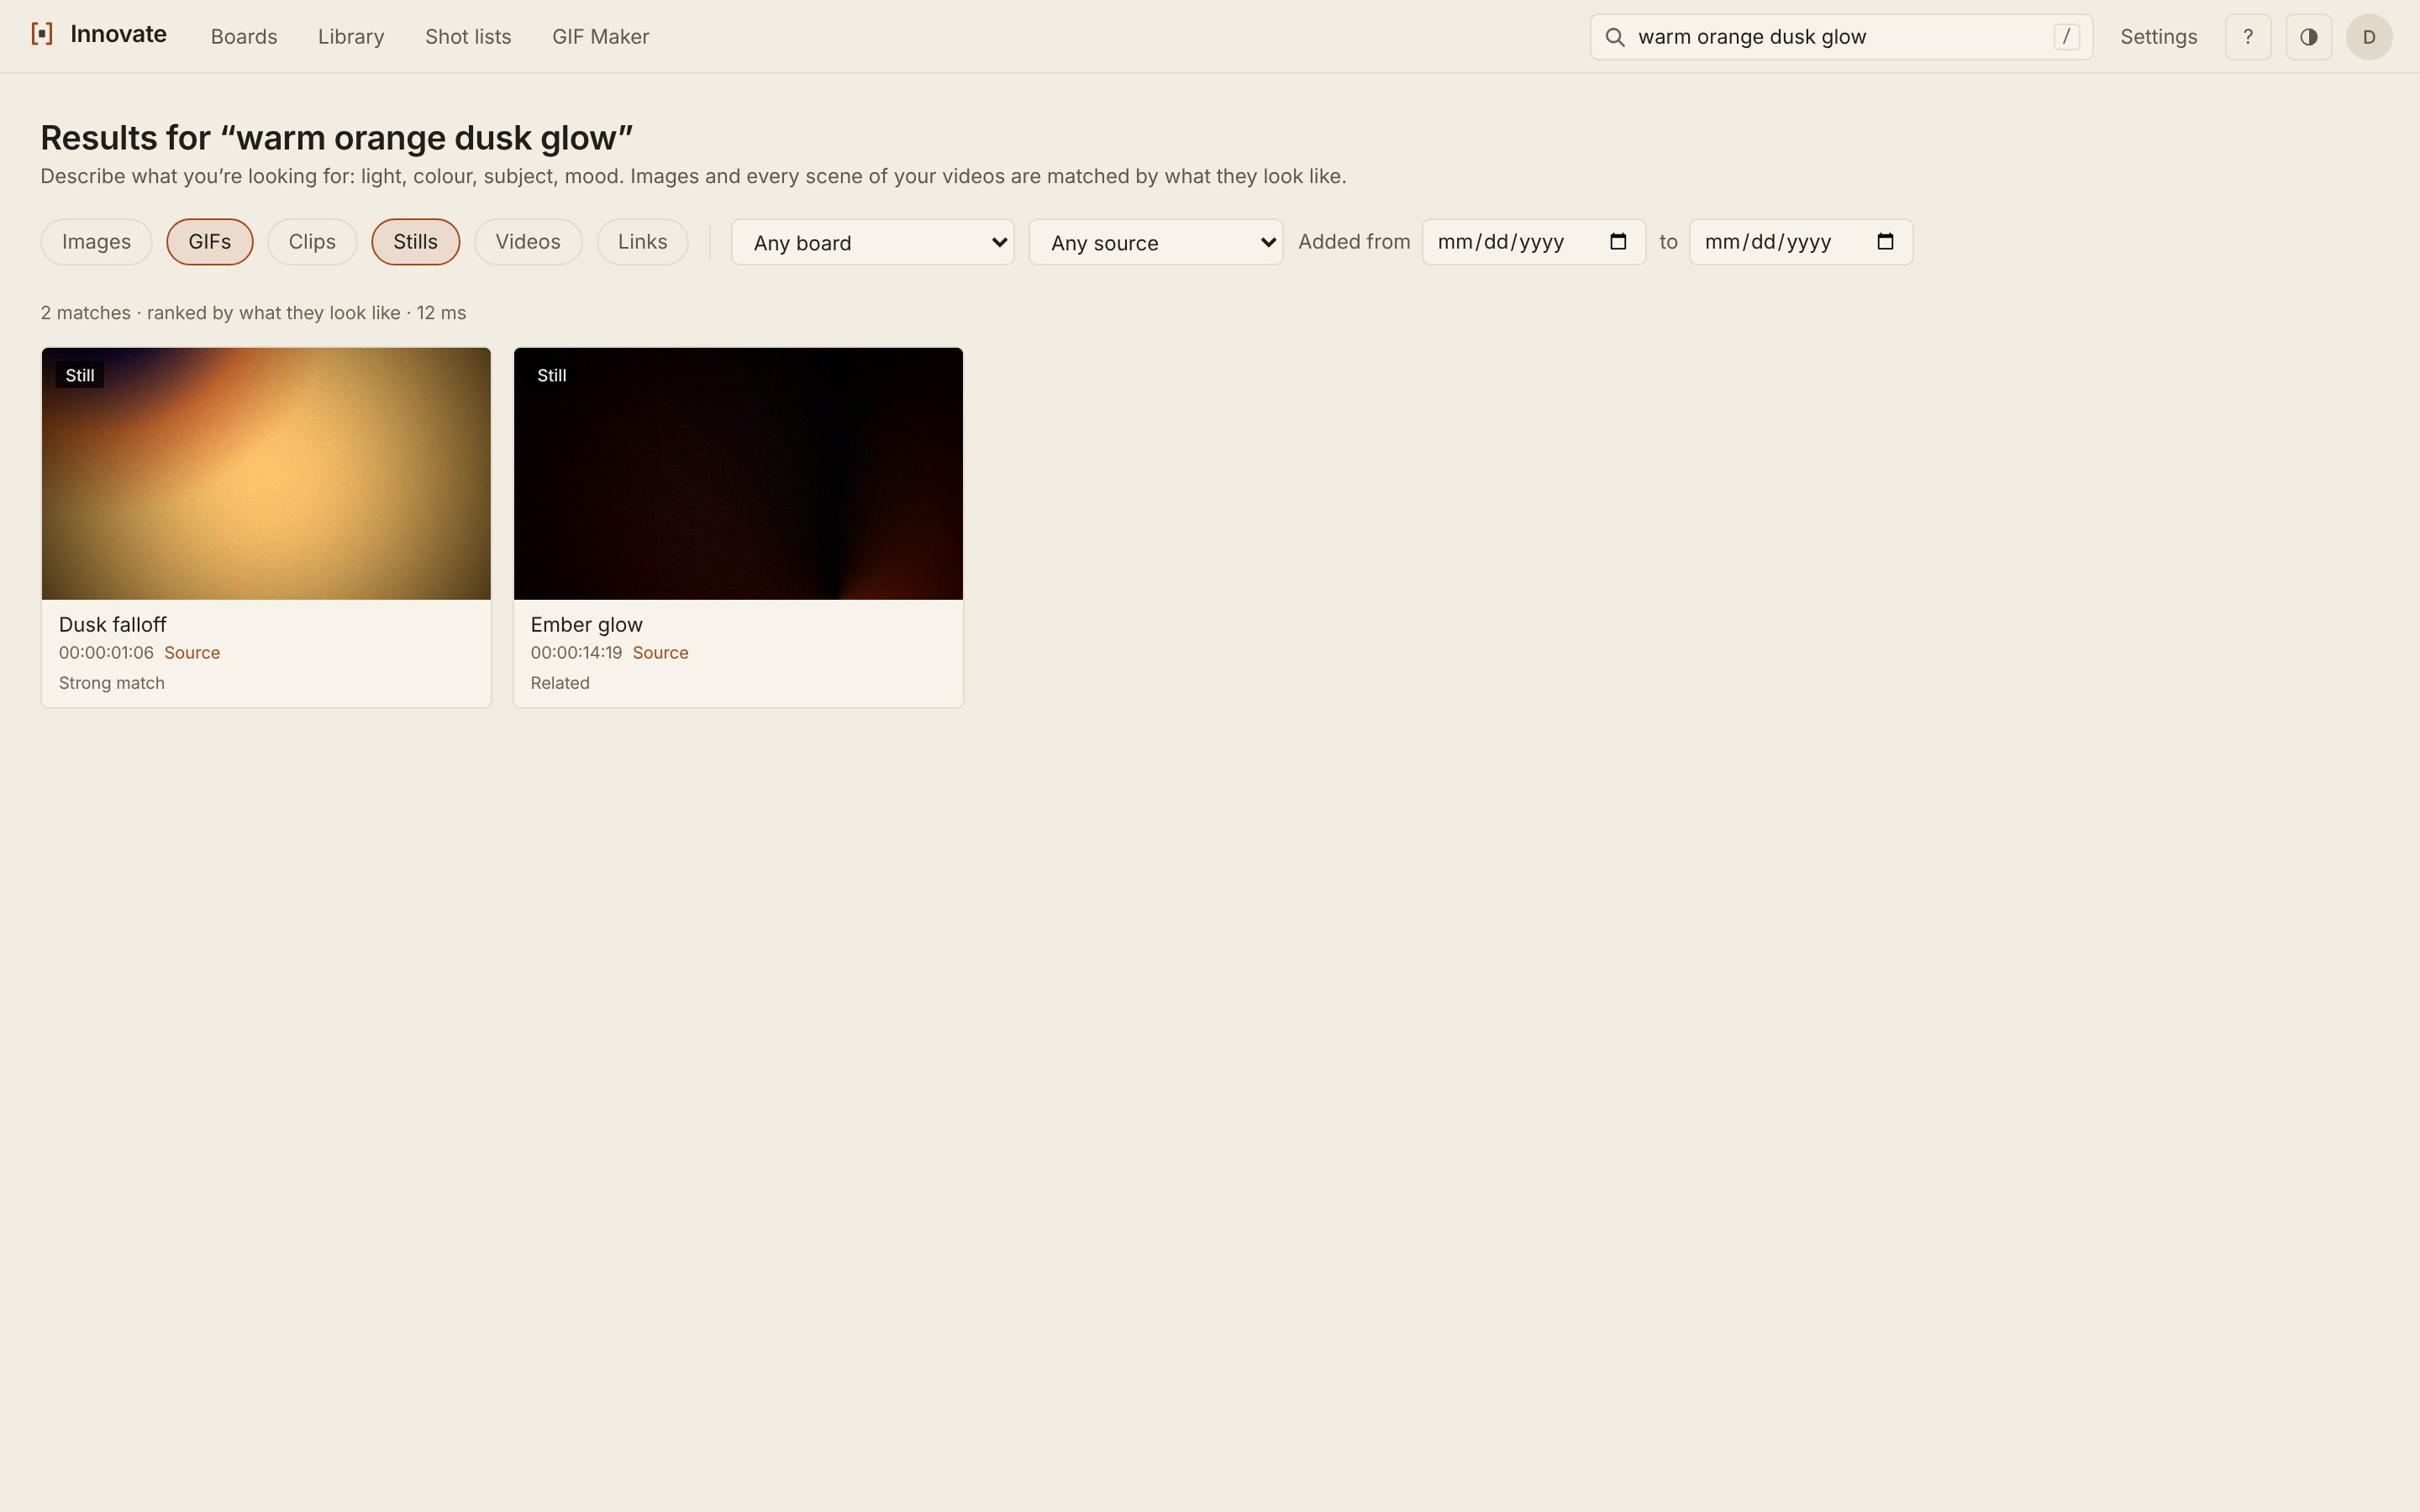 Innovate Boards Library Shot lists GIF Maker warm orange dusk glow / Settings ? D
Results for “warm orange dusk glow”
Describe what you’re looking for: light, colour, subject, mood. Images and every scene of your videos are matched by what they look like.
Images GIFs Clips Stills Videos Links Any board Any source Added from mm/dd/yyyy to mm/dd/yyyy
2 matches · ranked by what they look like · 12 ms
Still
Dusk falloff
00:00:01:06 Source
Strong match
Still
Ember glow
00:00:14:19 Source
Related